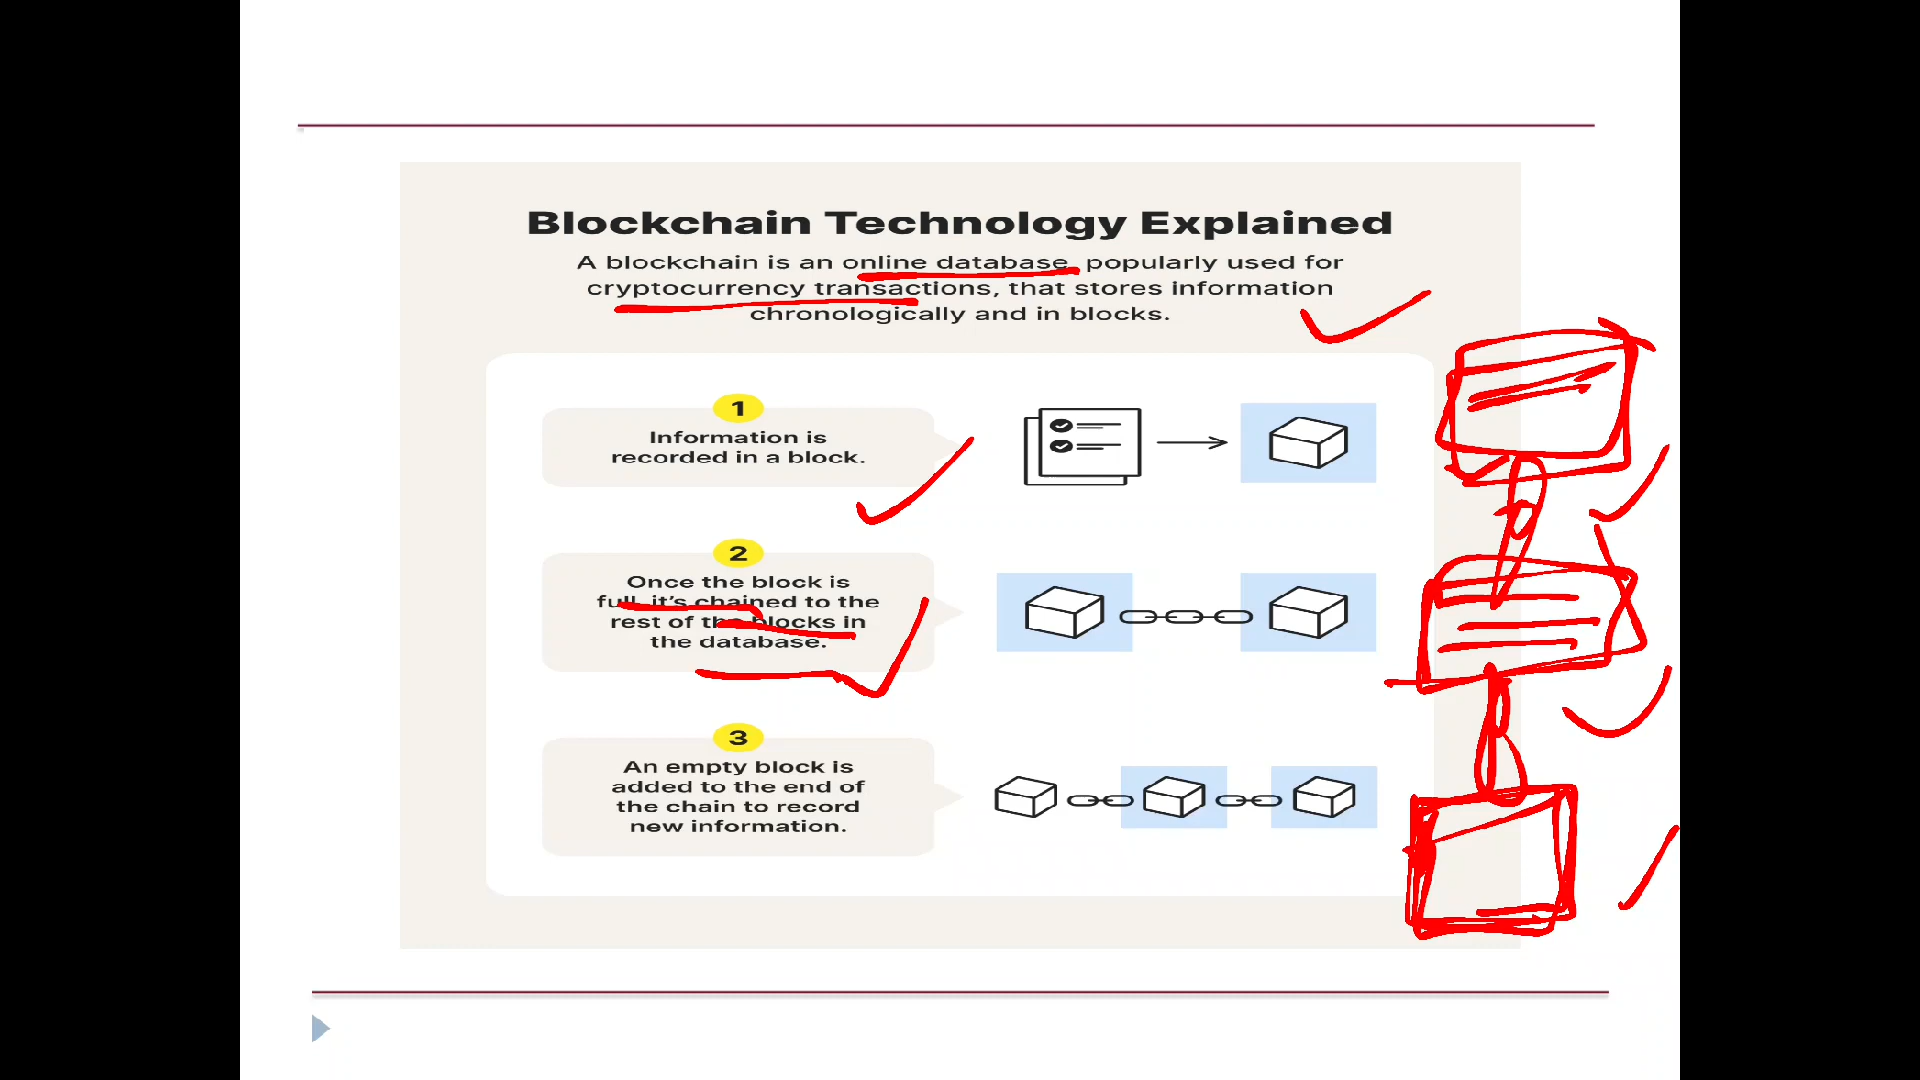 Blockchain Technology Explained
A blockchain is an online database, popularly used for
cryptocurrency transactions, that stores information
chronologically and in blocks.
1
Information is
recorded in a block.
2
Once the block is
full, it's chained to the
rest of the blocks in
the database.
3
An empty block is
added to the end of
the chain to record
new information.